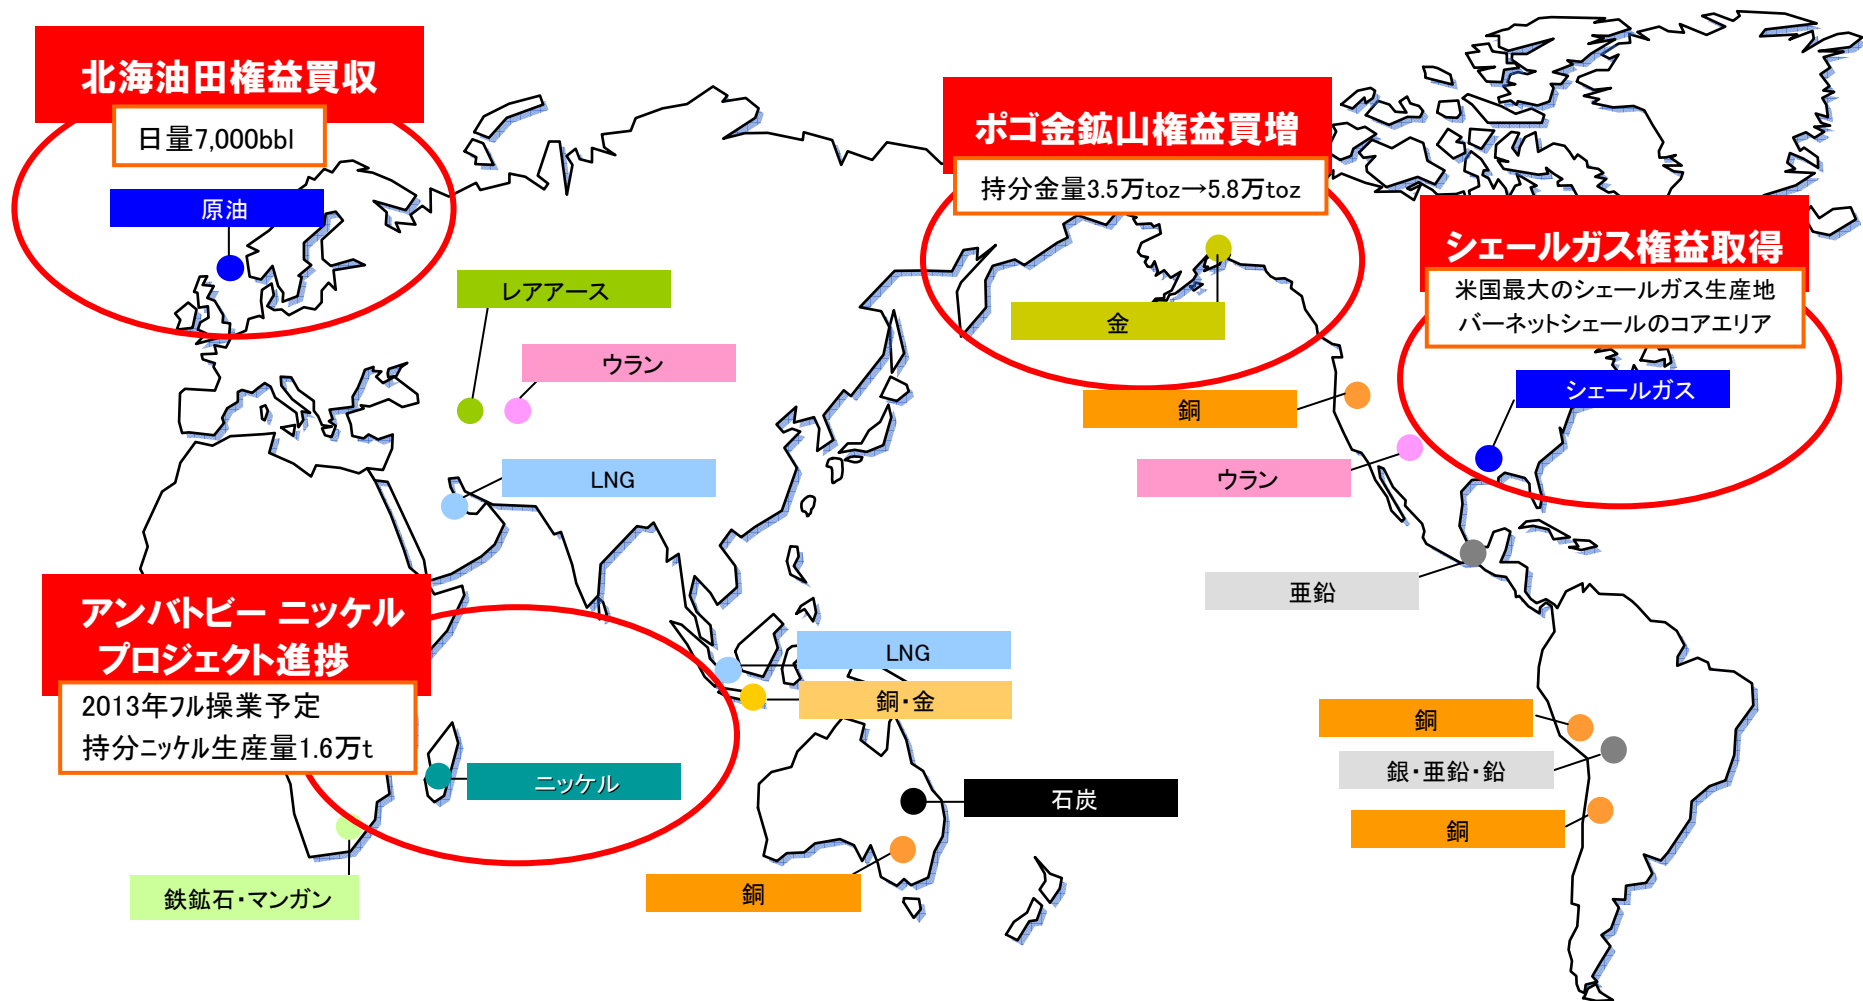 北海油田権益買収
日量7,000bbl
原油
ポゴ金鉱山権益買増
持分金量3.5万toz→5.8万toz
金
シェールガス権益取得
米国最大のシェールガス生産地
バーネットシェールのコアエリア
シェールガス
レアアース
ウラン
銅
LNG
ウラン
亜鉛
アンバトビー ニッケル
プロジェクト進捗
2013年フル操業予定
持分ニッケル生産量1.6万t
LNG
銅・金
ニッケル
石炭
銅
銀・亜鉛・鉛
銅
鉄鉱石・マンガン
銅